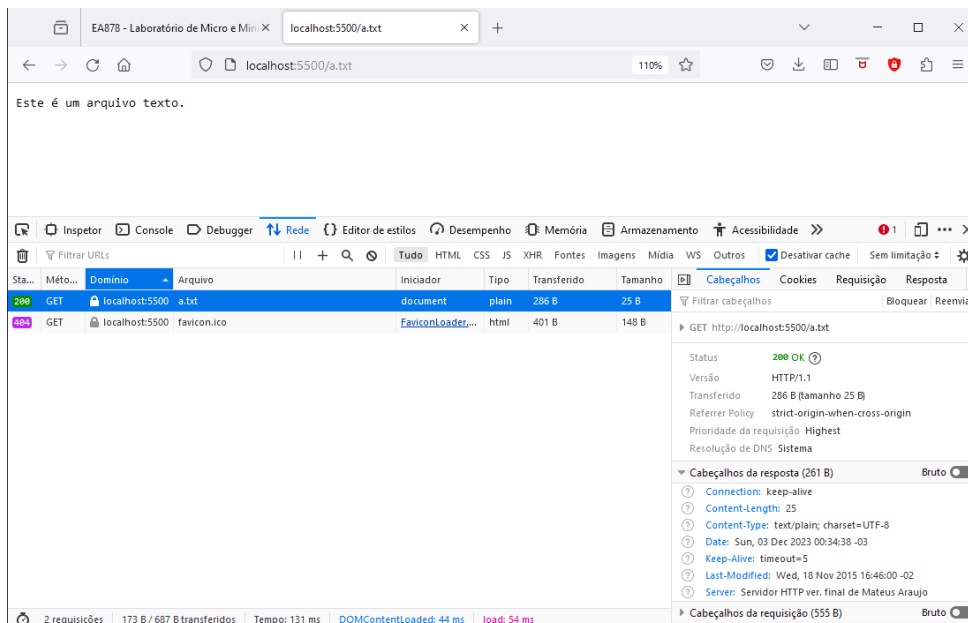 EA878 - Laboratório de Micro e Min
localhost:5500/a.txt
localhost:5500/a.txt
110%
Este é um arquivo texto.
Inspetor Console Debugger Rede Editor de estilos Desempenho Memória Armazenamento Acessibilidade 1
Filtrar URLs Tudo HTML CSS JS XHR Fontes Imagens Mídia WS Outros Desativar cache Sem limitação
Sta... Méto... Domínio Arquivo Iniciador Tipo Transferido Tamanho
200 GET localhost:5500 a.txt document plain 286 B 25 B
404 GET localhost:5500 favicon.ico FaviconLoader.... html 401 B 148 B
Cabeçalhos Cookies Requisição Resposta
Filtrar cabeçalhos Bloquear Reenvia
GET http://localhost:5500/a.txt
Status 200 OK
Versão HTTP/1.1
Transferido 286 B (tamanho 25 B)
Referrer Policy strict-origin-when-cross-origin
Prioridade da requisição Highest
Resolução de DNS Sistema
Cabeçalhos da resposta (261 B) Bruto
Connection: keep-alive
Content-Length: 25
Content-Type: text/plain; charset=UTF-8
Date: Sun, 03 Dec 2023 00:34:38 -03
Keep-Alive: timeout=5
Last-Modified: Wed, 18 Nov 2015 16:46:00 -02
Server: Servidor HTTP ver. final de Mateus Araujo
Cabeçalhos da requisição (555 B) Bruto
2 requisições 173 B / 687 B transferidos Tempo: 131 ms DOMContentLoaded: 44 ms load: 54 ms